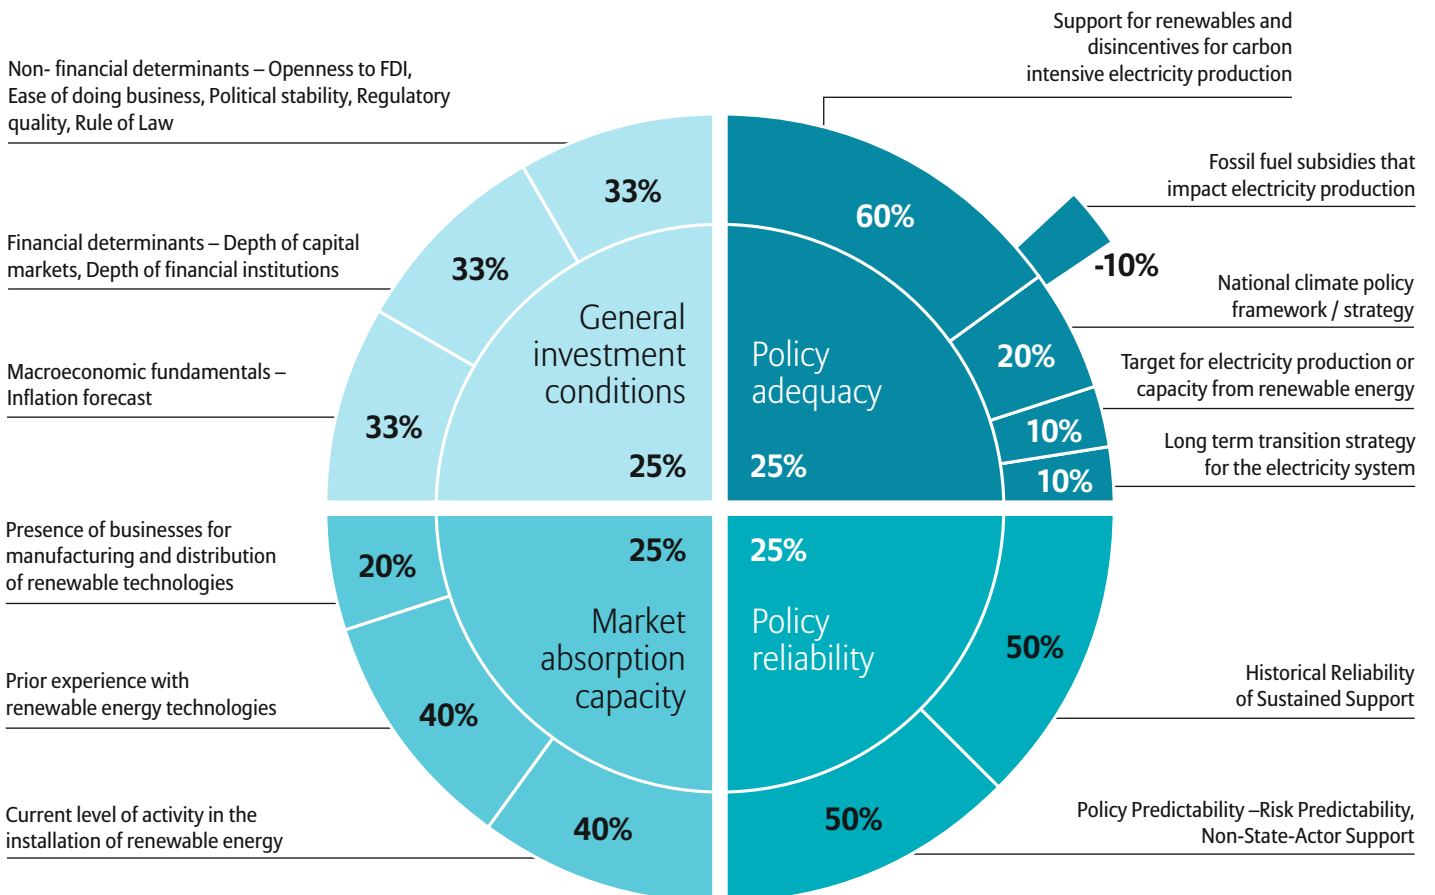 Non- financial determinants – Openness to FDI,
Ease of doing business, Political stability, Regulatory
quality, Rule of Law
33%
Financial determinants – Depth of capital
markets, Depth of financial institutions
33%
Macroeconomic fundamentals –
Inflation forecast
33%
General
investment
conditions
25%
Support for renewables and
disincentives for carbon
intensive electricity production
60%
Fossil fuel subsidies that
impact electricity production
-10%
National climate policy
framework / strategy
20%
Target for electricity production or
capacity from renewable energy
10%
Long term transition strategy
for the electricity system
10%
Policy
adequacy
25%
Presence of businesses for
manufacturing and distribution
of renewable technologies
20%
Prior experience with
renewable energy technologies
40%
Current level of activity in the
installation of renewable energy
40%
25%
Market
absorption
capacity
25%
Policy
reliability
50%
Historical Reliability
of Sustained Support
50%
Policy Predictability –Risk Predictability,
Non-State-Actor Support